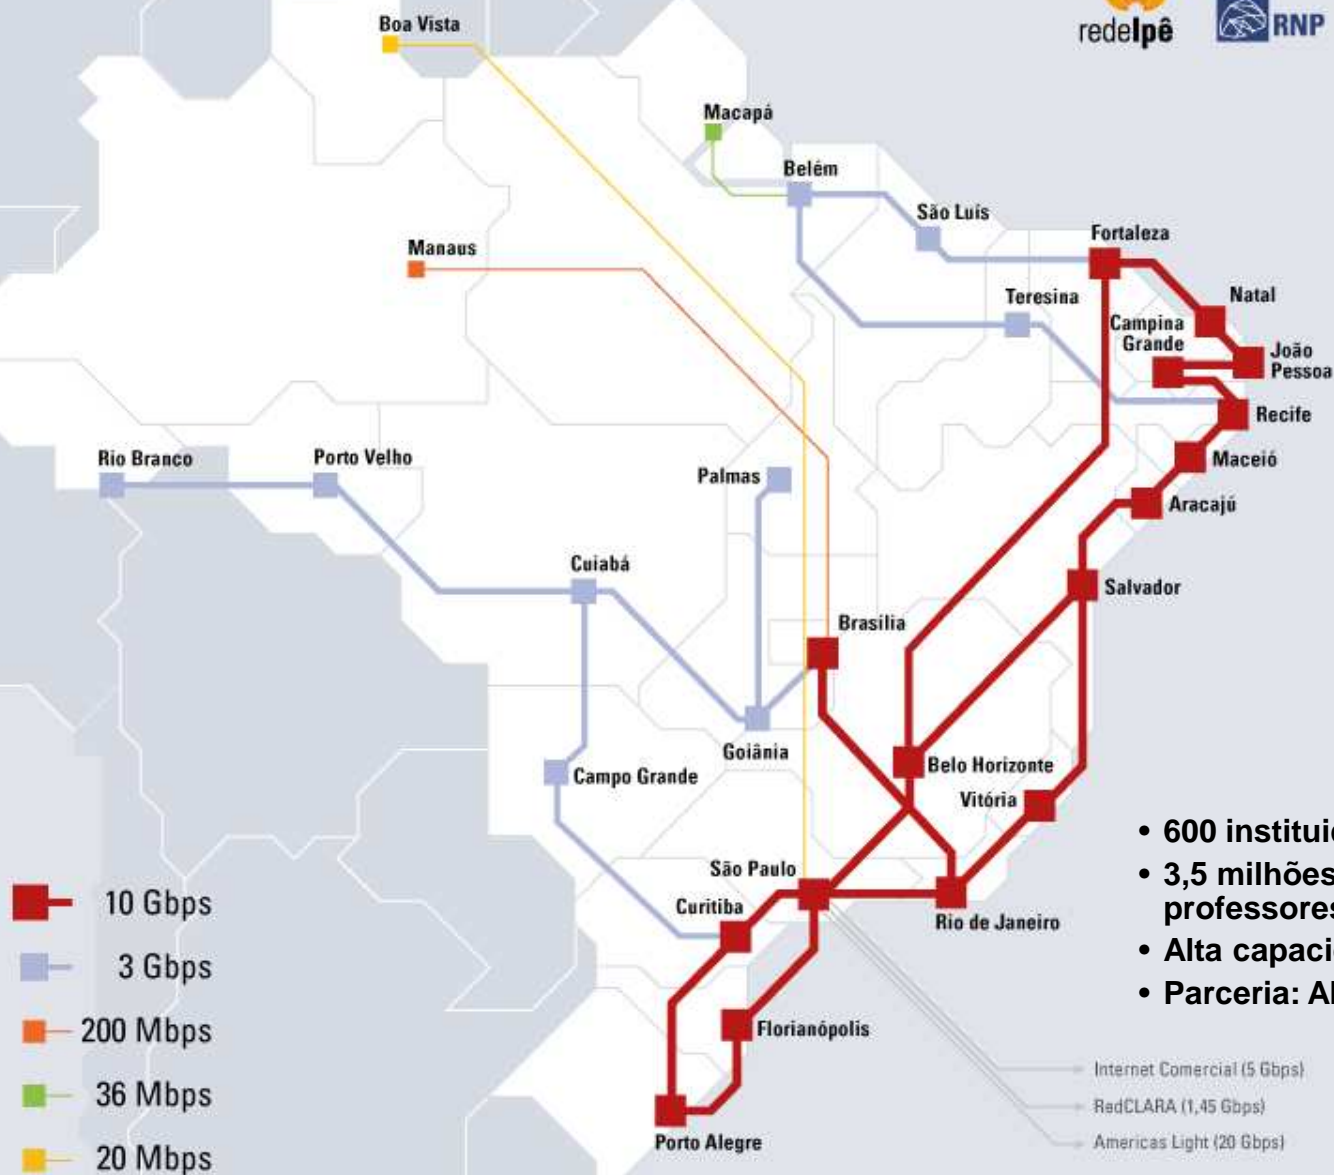 Boa Vista
redeIpê
RNP
Macapá
Belém
São Luís
Fortaleza
Manaus
Teresina
Natal
Campina
Grande
João
Pessoa
Recife
Rio Branco
Porto Velho
Palmas
Maceió
Aracajú
Cuiabá
Salvador
Brasília
Goiânia
Campo Grande
Belo Horizonte
Vitória
São Paulo
Curitiba
Rio de Janeiro
Florianópolis
Porto Alegre
10 Gbps
3 Gbps
200 Mbps
36 Mbps
20 Mbps
• 600
• 3,5 milhões
professores
• Alta
• Parceria:
Internet Comercial (5 Gbps)
RedCLARA (1,45 Gbps)
Americas Light (20 Gbps)